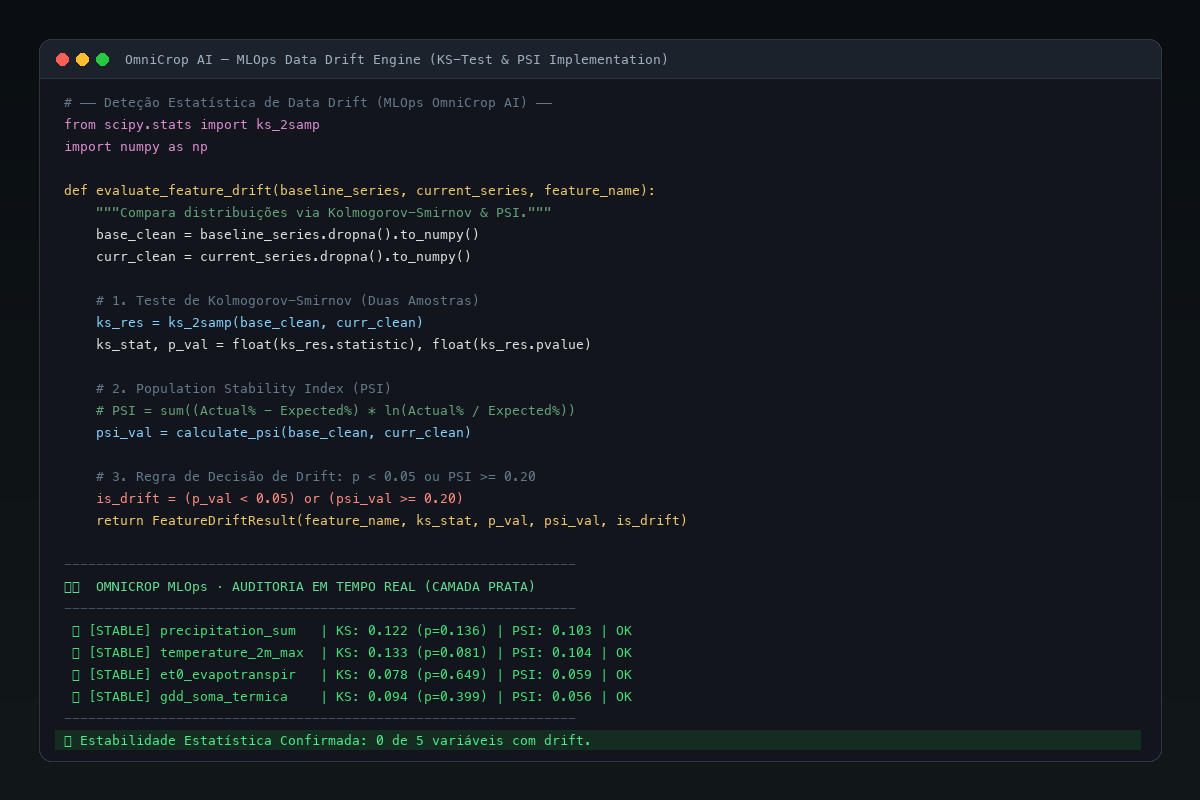 OmniCrop AI — MLOps Data Drift Engine (KS-Test & PSI Implementation)
# —— Deteção Estatística de Data Drift (MLOps OmniCrop AI) ——
from scipy.stats import ks_2samp
import numpy as np
def evaluate_feature_drift(baseline_series, current_series, feature_name):
"""Compara distribuições via Kolmogorov-Smirnov & PSI."""
base_clean = baseline_series.dropna().to_numpy()
curr_clean = current_series.dropna().to_numpy()
# 1. Teste de Kolmogorov-Smirnov (Duas Amostras)
ks_res = ks_2samp(base_clean, curr_clean)
ks_stat, p_val = float(ks_res.statistic), float(ks_res.pvalue)
# 2. Population Stability Index (PSI)
# PSI = sum((Actual% - Expected%) * ln(Actual% / Expected%))
psi_val = calculate_psi(base_clean, curr_clean)
# 3. Regra de Decisão de Drift: p < 0.05 ou PSI >= 0.20
is_drift = (p_val < 0.05) or (psi_val >= 0.20)
return FeatureDriftResult(feature_name, ks_stat, p_val, psi_val, is_drift)
OMNICROP MLOps · AUDITORIA EM TEMPO REAL (CAMADA PRATA)
[STABLE] precipitation_sum | KS: 0.122 (p=0.136) | PSI: 0.103 | OK
[STABLE] temperature_2m_max | KS: 0.133 (p=0.081) | PSI: 0.104 | OK
[STABLE] et0_evapotranspir | KS: 0.078 (p=0.649) | PSI: 0.059 | OK
[STABLE] gdd_soma_termica | KS: 0.094 (p=0.399) | PSI: 0.056 | OK
Estabilidade Estatística Confirmada: 0 de 5 variáveis com drift.